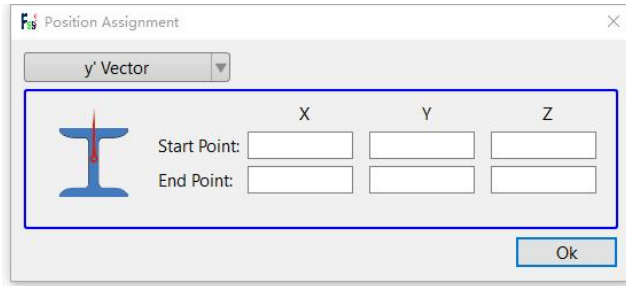 Position Assignment
y' Vector
X Y Z
Start Point:
End Point:
Ok